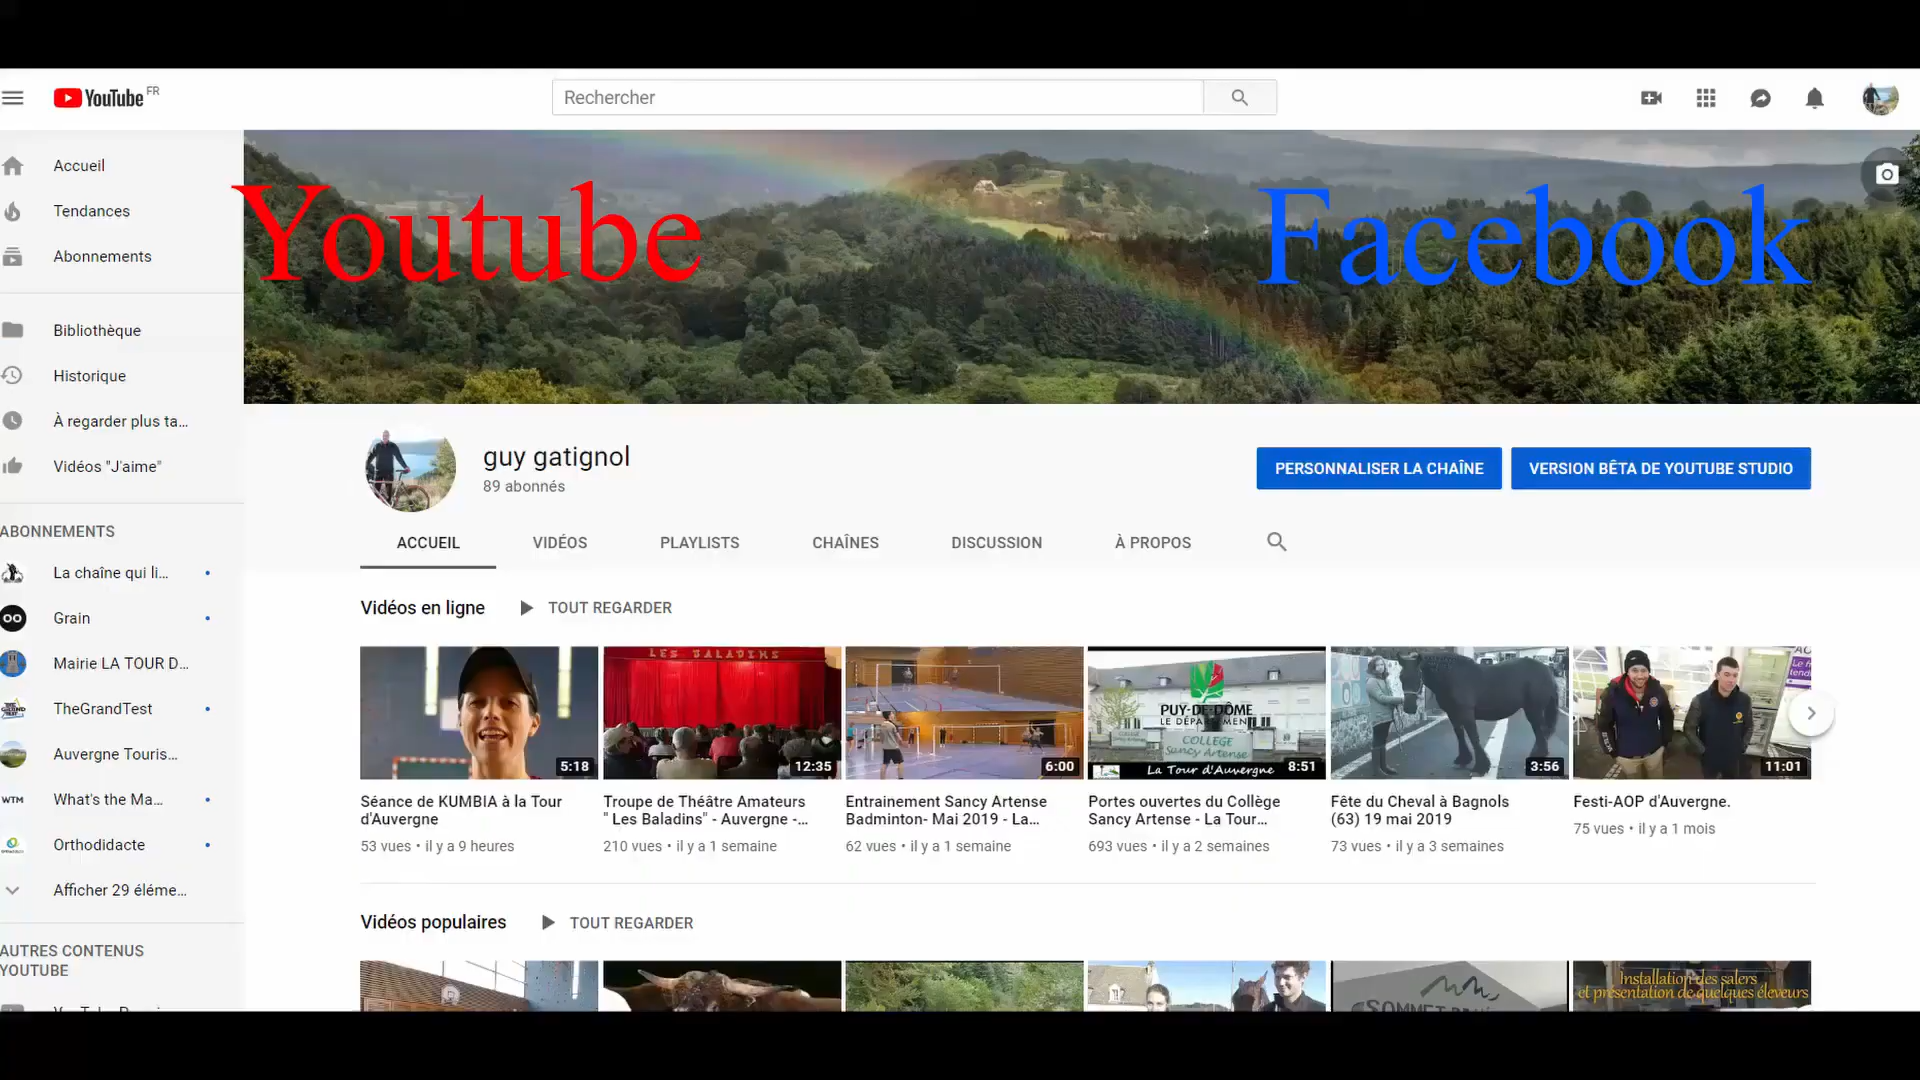 YouTube FR
Rechercher
Accueil
Tendances
Abonnements
Bibliothèque
Historique
À regarder plus ta...
Vidéos "J'aime"
ABONNEMENTS
La chaîne qui li...
Grain
Mairie LA TOUR D...
TheGrandTest
Auvergne Touris...
WTM
What's the Ma...
Orthodidacte
Afficher 29 éléme...
AUTRES CONTENUS
YOUTUBE
Youtube
Facebook
guy gatignol
89 abonnés
PERSONNALISER LA CHAÎNE
VERSION BÊTA DE YOUTUBE STUDIO
ACCUEIL
VIDÉOS
PLAYLISTS
CHAÎNES
DISCUSSION
À PROPOS
Vidéos en ligne
TOUT REGARDER
5:18
Séance de KUMBIA à la Tour
d'Auvergne
53 vues • il y a 9 heures
LES BALADINS
12:35
Troupe de Théâtre Amateurs
" Les Baladins" - Auvergne -...
210 vues • il y a 1 semaine
6:00
Entrainement Sancy Artense
Badminton- Mai 2019 - La...
62 vues • il y a 1 semaine
PUY-DE-DÔME
LE DÉPARTEMENT
COLLEGE
Sancy Artense
La Tour d'Auvergne
8:51
Portes ouvertes du Collège
Sancy Artense - La Tour...
693 vues • il y a 2 semaines
3:56
Fête du Cheval à Bagnols
(63) 19 mai 2019
73 vues • il y a 3 semaines
11:01
Festi-AOP d'Auvergne.
75 vues • il y a 1 mois
Vidéos populaires
TOUT REGARDER
Installation des salers
et présentation de quelques éleveurs